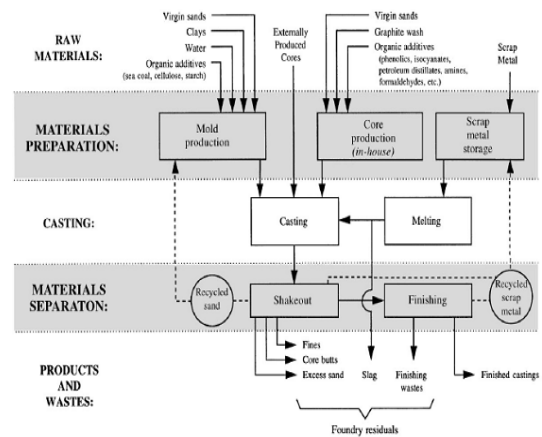 RAW
MATERIALS:
Virgin sands
Clays
Water
Organic additives
(sea coal, cellulose, starch)
Externally
Produced
Cores
Virgin sands
Graphite wash
Organic additives
(phenolics, isocyanates,
petroleum distillates, amines,
formaldehydes, etc.)
Scrap
Metal
MATERIALS
PREPARATION:
Mold
production
Core
production
(in-house)
Scrap
metal
storage
CASTING:
Casting
Melting
MATERIALS
SEPARATON:
Recycled
sand
Shakeout
Finishing
Recycled
scrap
metal
PRODUCTS
AND
WASTES:
Fines
Core butts
Excess sand
Slag
Finishing
wastes
Finished castings
Foundry residuals